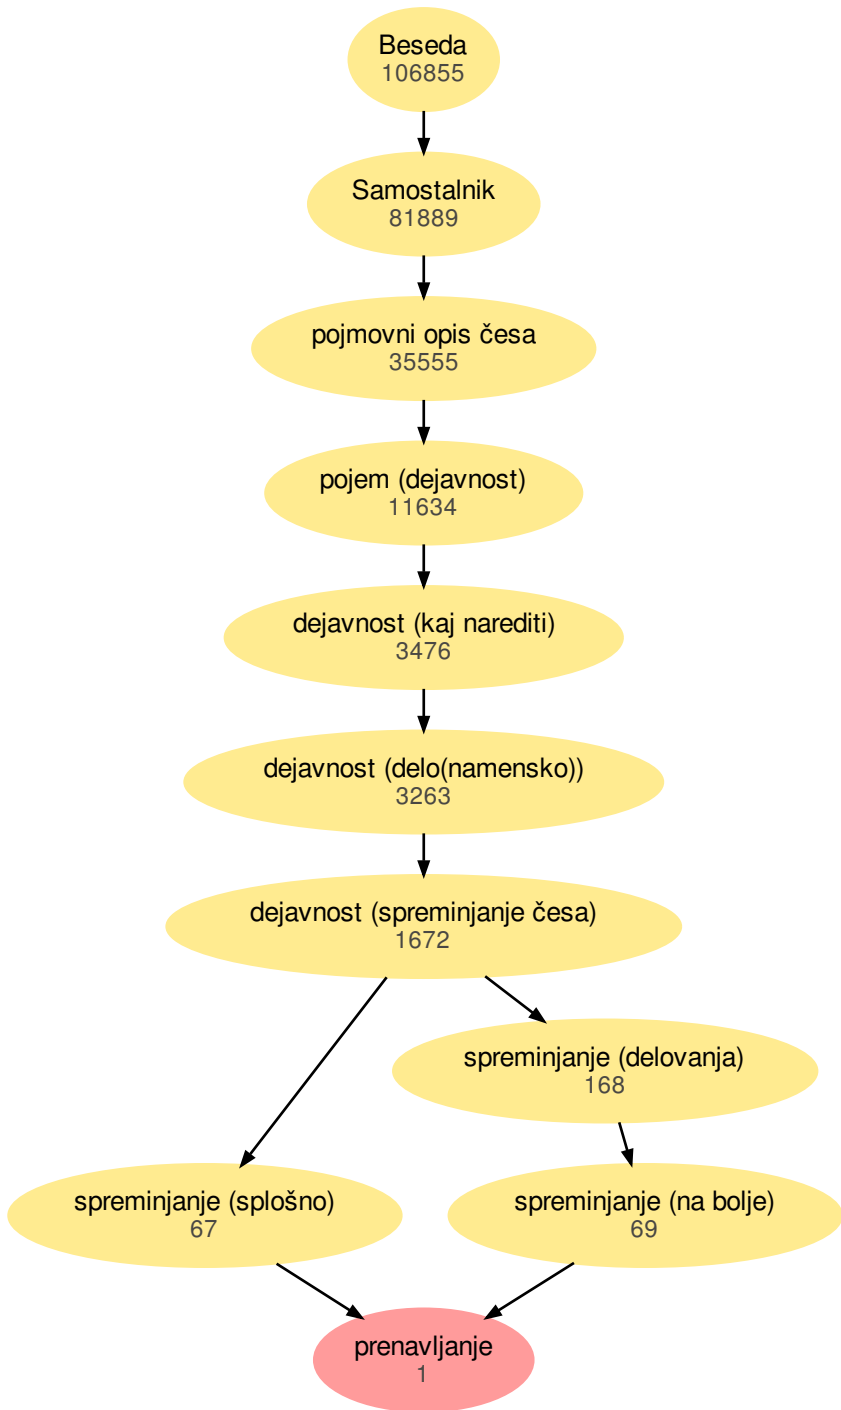 Beseda
106855
Samostalnik
81889
pojmovni opis česa
35555
pojem (dejavnost)
11634
dejavnost (kaj narediti)
3476
dejavnost (delo(namensko))
3263
dejavnost (spreminjanje česa)
1672
spreminjanje (delovanja)
168
spreminjanje (splošno)
67
spreminjanje (na bolje)
69
prenavljanje
1